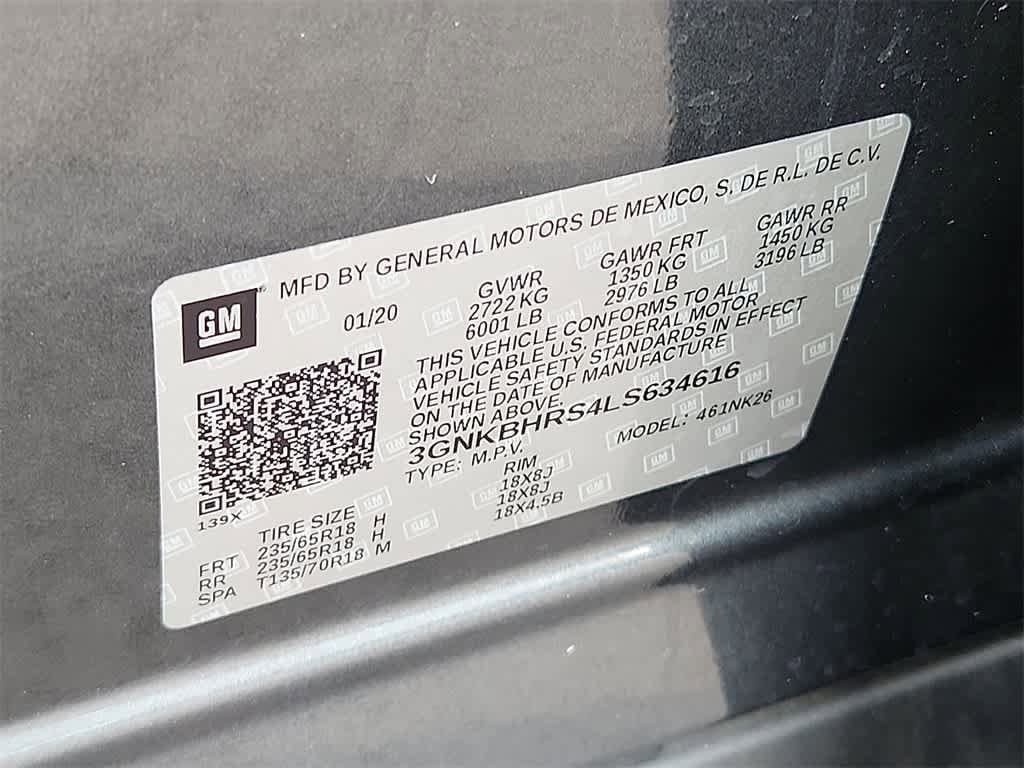 MFD BY GENERAL MOTORS DE MEXICO, S. DE R.L. DE C.V.
GM
01/20
GVWR GAWR FRT GAWR RR
2722 KG 1350 KG 1450 KG
6001 LB 2976 LB 3196 LB
THIS VEHICLE CONFORMS TO ALL
APPLICABLE U.S. FEDERAL MOTOR
VEHICLE SAFETY STANDARDS IN EFFECT
ON THE DATE OF MANUFACTURE
SHOWN ABOVE.
3GNKBHRS4LS634616
TYPE: M.P.V. MODEL: 461NK26
139X
TIRE SIZE RIM
FRT 235/65R18 H 18X8J
RR 235/65R18 H 18X8J
SPA T135/70R18 M 18X4.5B